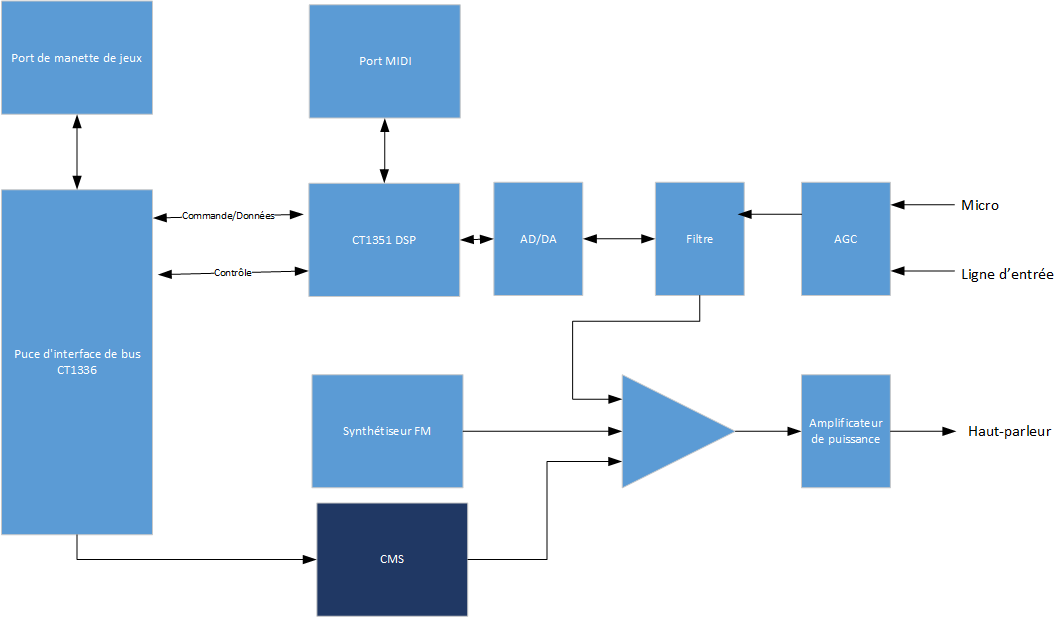 Port de manette de jeux
Port MIDI
Commande/Données
Contrôle
CT1351 DSP
AD/DA
Filtre
AGC
Micro
Ligne d'entrée
Puce d'interface de bus
CT1336
Synthétiseur FM
Amplificateur
de puissance
Haut-parleur
CMS